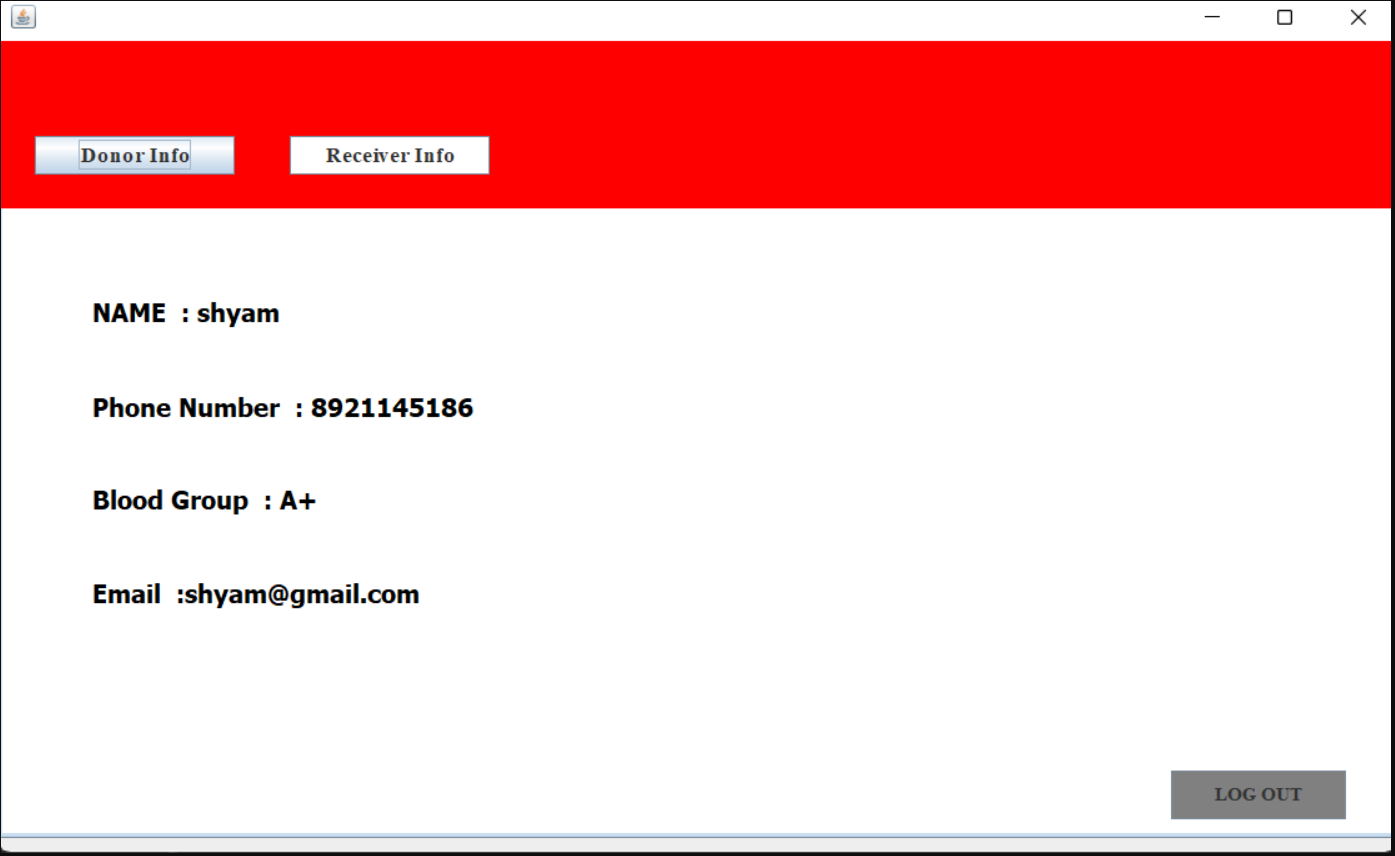 Donor Info
Receiver Info
NAME : shyam
Phone Number : 8921145186
Blood Group : A+
Email :shyam@gmail.com
LOG OUT